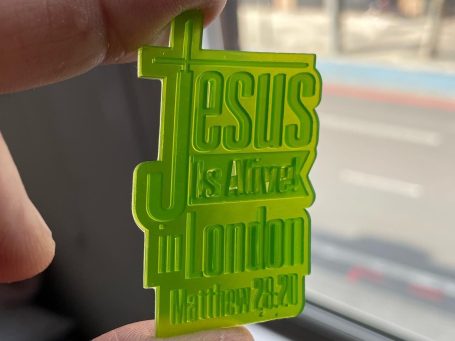 Jesus
Is Alive!
in London
Matthew 28:20